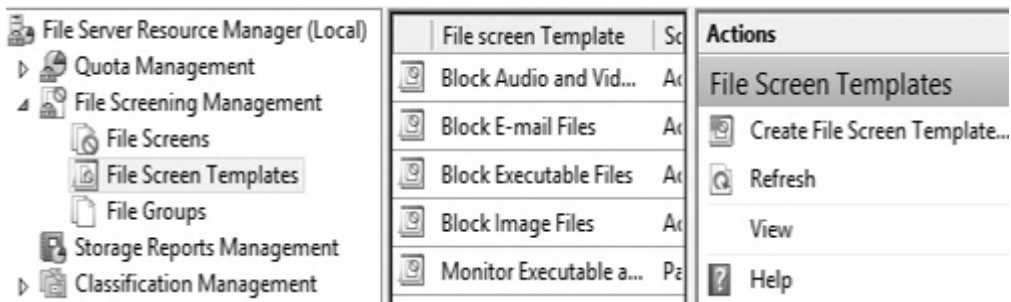 File Server Resource Manager (Local)
Quota Management
File Screening Management
File Screens
File Screen Templates
File Groups
Storage Reports Management
Classification Management
File screen Template Sc
Block Audio and Vid... Ac
Block E-mail Files Ac
Block Executable Files Ac
Block Image Files Ac
Monitor Executable a... Pa
Actions
File Screen Templates
Create File Screen Template...
Refresh
View
Help